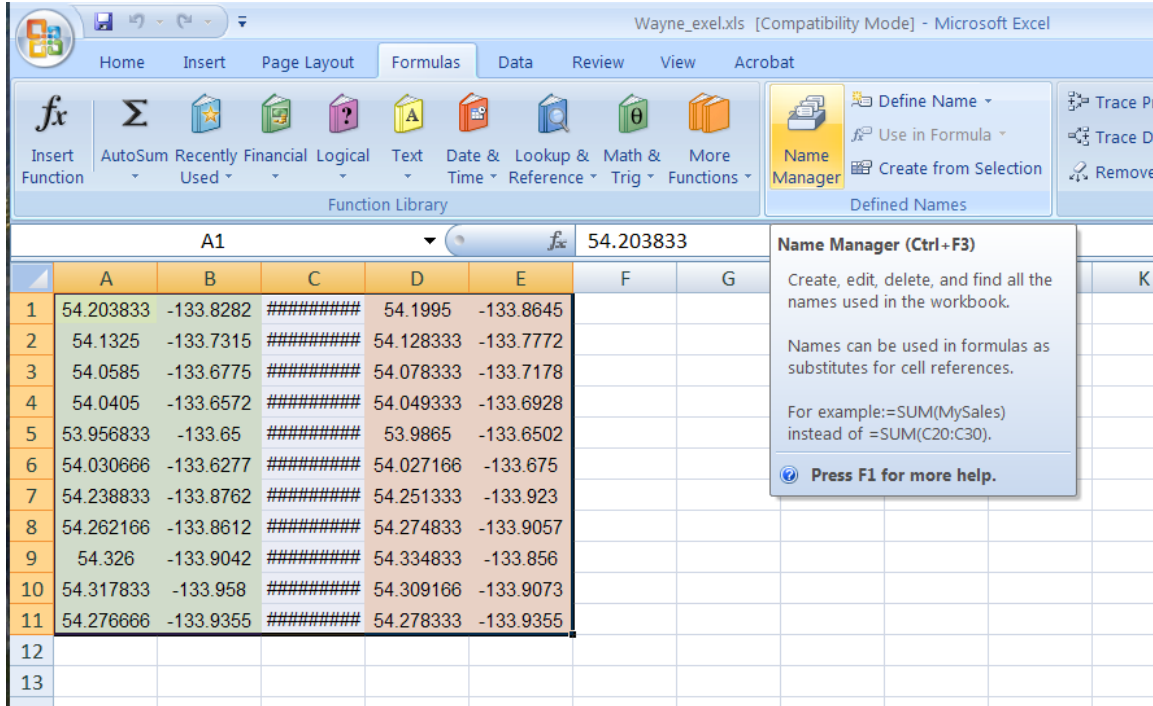 Wayne_exel.xls [Compatibility Mode] - Microsoft Excel
Home Insert Page Layout Formulas Data Review View Acrobat
fx Σ ? A θ
Insert Function
AutoSum
Recently Used
Financial
Logical
Text
Date & Time
Lookup & Reference
Math & Trig
More Functions
Function Library
Name Manager
Define Name
Use in Formula
Create from Selection
Defined Names
Trace P
Trace D
Remove
A1 fx 54.203833
A B C D E F G K
1 54.203833 -133.8282 ######### 54.1995 -133.8645
2 54.1325 -133.7315 ######### 54.128333 -133.7772
3 54.0585 -133.6775 ######### 54.078333 -133.7178
4 54.0405 -133.6572 ######### 54.049333 -133.6928
5 53.956833 -133.65 ######### 53.9865 -133.6502
6 54.030666 -133.6277 ######### 54.027166 -133.675
7 54.238833 -133.8762 ######### 54.251333 -133.923
8 54.262166 -133.8612 ######### 54.274833 -133.9057
9 54.326 -133.9042 ######### 54.334833 -133.856
10 54.317833 -133.958 ######### 54.309166 -133.9073
11 54.276666 -133.9355 ######### 54.278333 -133.9355
12
13
Name Manager (Ctrl+F3)
Create, edit, delete, and find all the
names used in the workbook.
Names can be used in formulas as
substitutes for cell references.
For example:=SUM(MySales)
instead of =SUM(C20:C30).
Press F1 for more help.